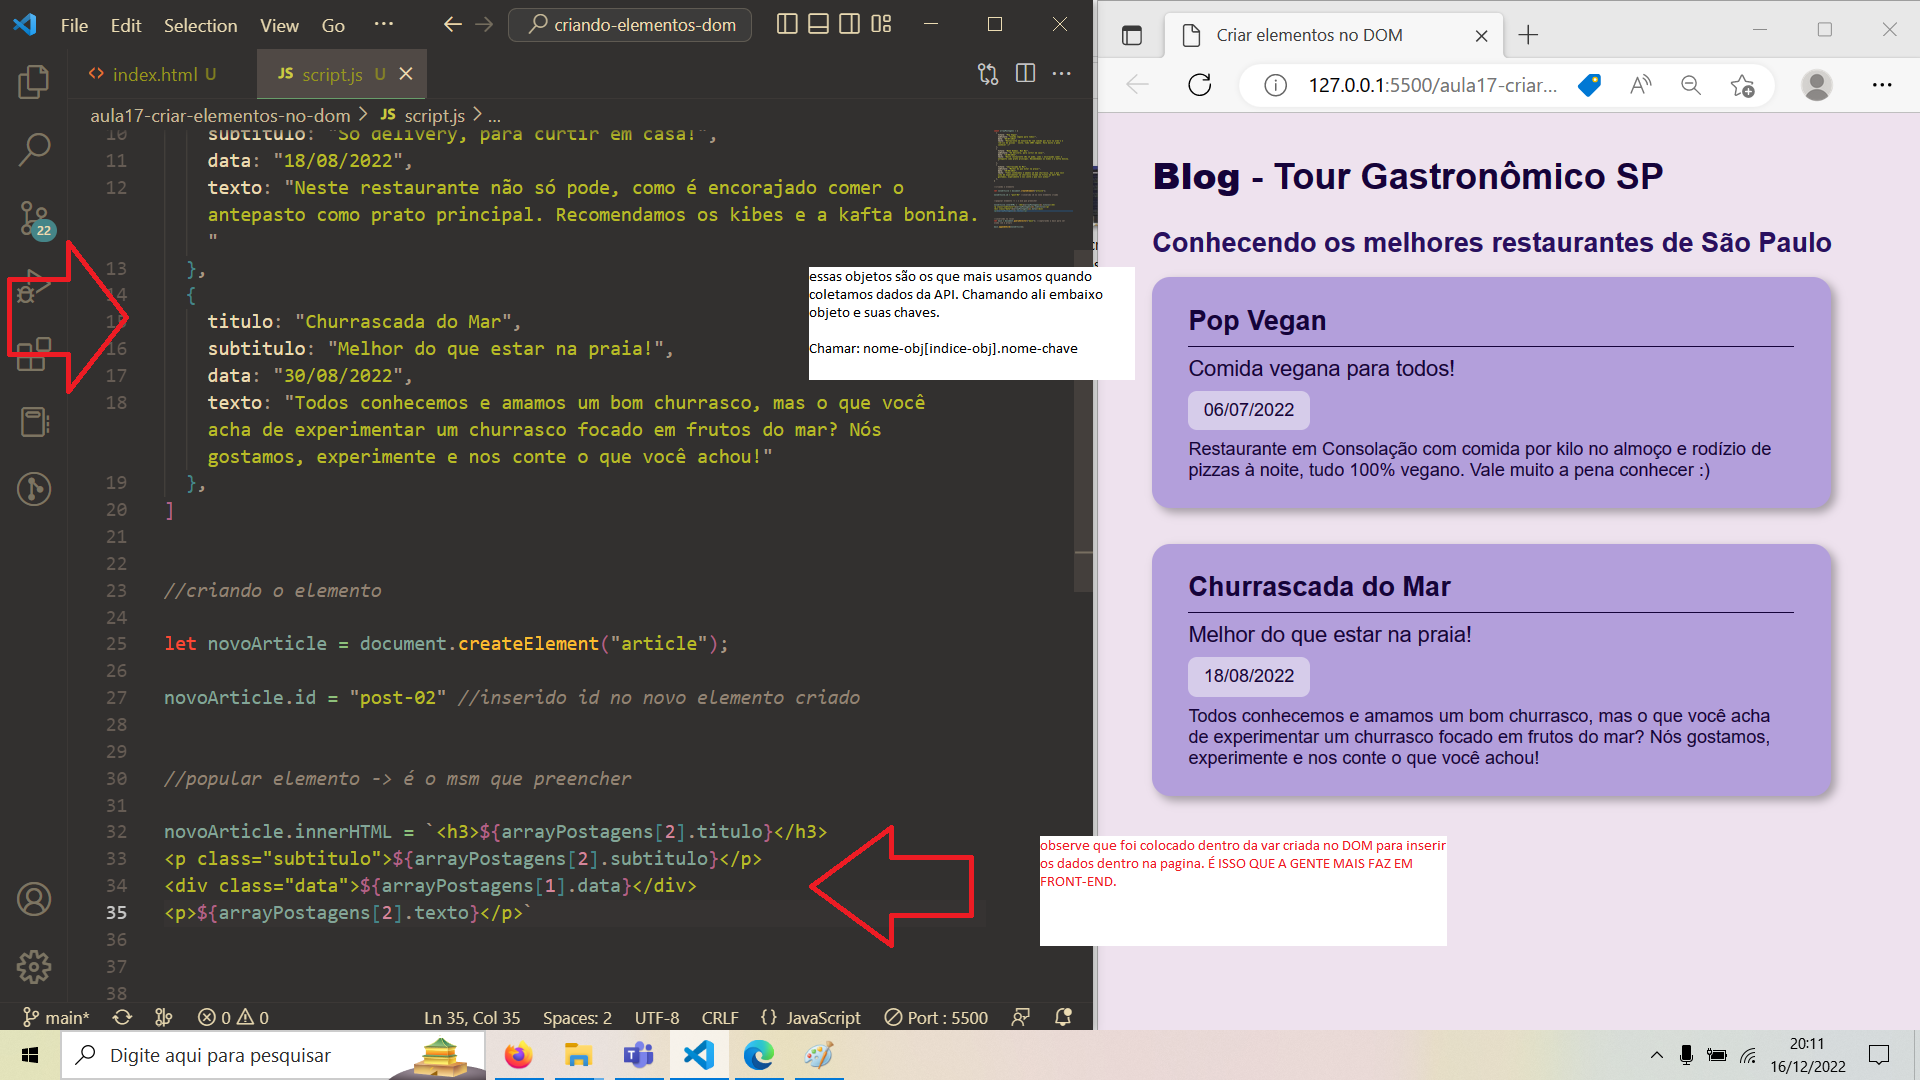 File Edit Selection View Go ···
criando-elementos-dom
index.html U
JS script.js U
aula17-criar-elementos-no-dom > JS script.js > ...
10 subtitulo: "Só delivery, para curtir em casa!",
11 data: "18/08/2022",
12 texto: "Neste restaurante não só pode, como é encorajado comer o
antepasto como prato principal. Recomendamos os kibes e a kafta bonina.
"
13 },
14 {
15 titulo: "Churrascada do Mar",
16 subtitulo: "Melhor do que estar na praia!",
17 data: "30/08/2022",
18 texto: "Todos conhecemos e amamos um bom churrasco, mas o que você
acha de experimentar um churrasco focado em frutos do mar? Nós
gostamos, experimente e nos conte o que você achou!"
19 },
20 ]
21
22
23 //criando o elemento
24
25 let novoArticle = document.createElement("article");
26
27 novoArticle.id = "post-02" //inserido id no novo elemento criado
28
29
30 //popular elemento -> é o msm que preencher
31
32 novoArticle.innerHTML = `<h3>${arrayPostagens[2].titulo}</h3>
33 <p class="subtitulo">${arrayPostagens[2].subtitulo}</p>
34 <div class="data">${arrayPostagens[1].data}</div>
35 <p>${arrayPostagens[2].texto}</p>`
36
37
38
22
essas objetos são os que mais usamos quando
coletamos dados da API. Chamando ali embaixo
objeto e suas chaves.
Chamar: nome-obj[indice-obj].nome-chave
observe que foi colocado dentro da var criada no DOM para inserir
os dados dentro na pagina. É ISSO QUE A GENTE MAIS FAZ EM
FRONT-END.
main* 0 0 Ln 35, Col 35 Spaces: 2 UTF-8 CRLF {} JavaScript Port : 5500
Criar elementos no DOM
127.0.0.1:5500/aula17-criar...
Blog - Tour Gastronômico SP
Conhecendo os melhores restaurantes de São Paulo
Pop Vegan
Comida vegana para todos!
06/07/2022
Restaurante em Consolação com comida por kilo no almoço e rodízio de
pizzas à noite, tudo 100% vegano. Vale muito a pena conhecer :)
Churrascada do Mar
Melhor do que estar na praia!
18/08/2022
Todos conhecemos e amamos um bom churrasco, mas o que você acha
de experimentar um churrasco focado em frutos do mar? Nós gostamos,
experimente e nos conte o que você achou!
Digite aqui para pesquisar
20:11
16/12/2022